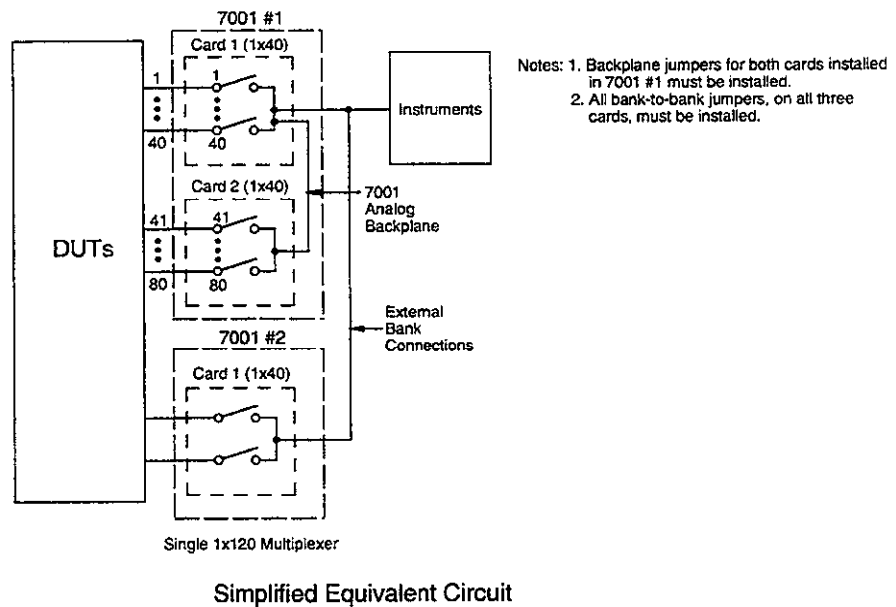 7001 #1
Card 1 (1x40)
1
1
40
40
Instruments
Notes: 1. Backplane jumpers for both cards installed
in 7001 #1 must be installed.
2. All bank-to-bank jumpers, on all three
cards, must be installed.
Card 2 (1x40)
41
41
80
80
DUTs
7001
Analog
Backplane
External
Bank
Connections
7001 #2
Card 1 (1x40)
Single 1x120 Multiplexer
Simplified Equivalent Circuit